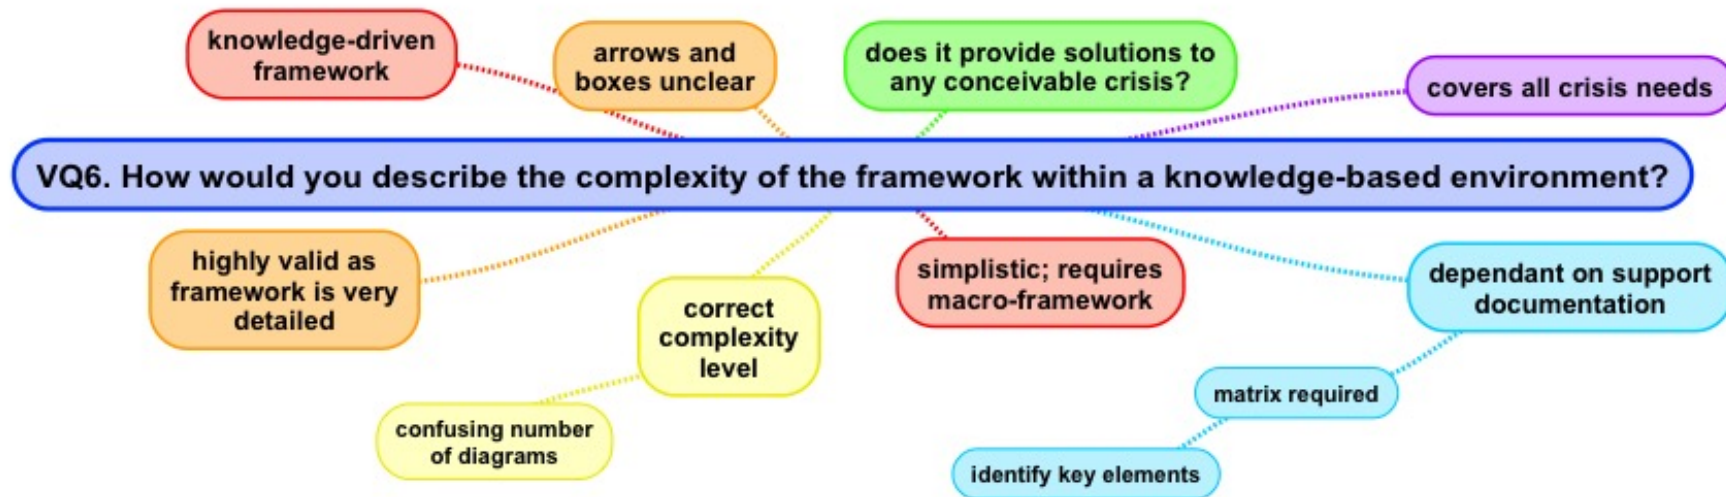 knowledge-driven
framework
arrows and
boxes unclear
does it provide solutions to
any conceivable crisis?
covers all crisis needs
VQ6. How would you describe the complexity of the framework within a knowledge-based environment?
highly valid as
framework is very
detailed
correct
complexity
level
simplistic; requires
macro-framework
dependant on support
documentation
matrix required
confusing number
of diagrams
identify key elements